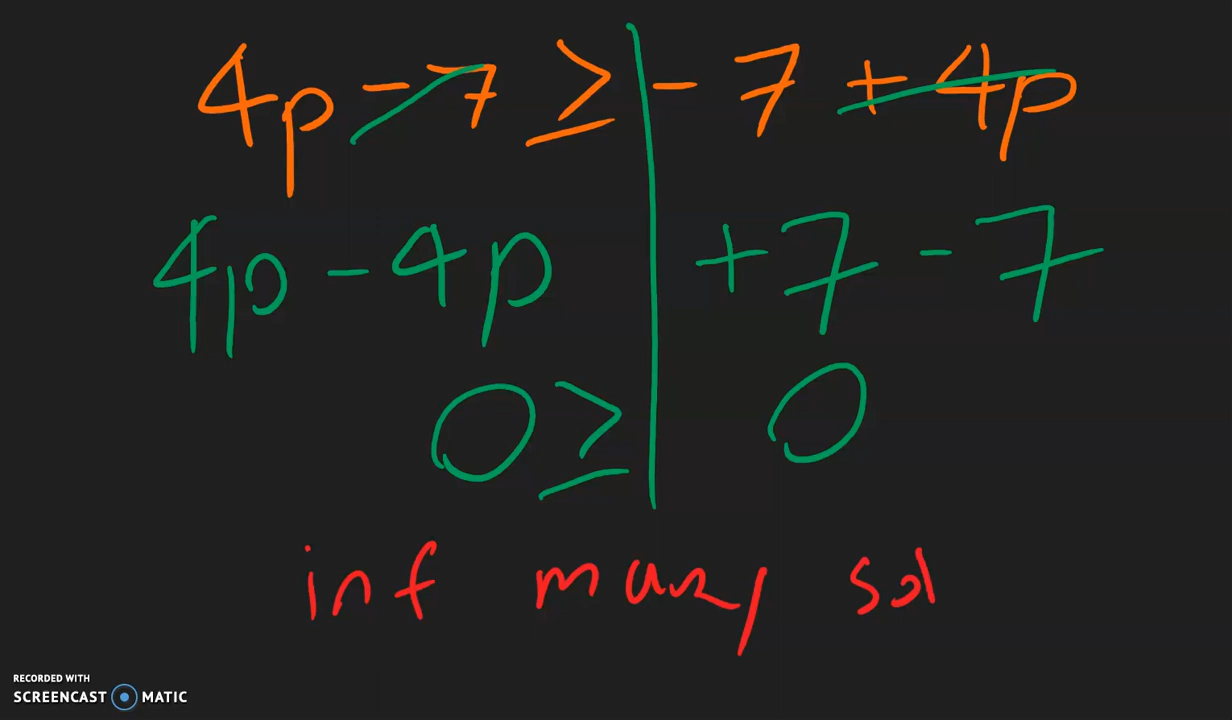 4p - 7 ≥ - 7 + 4p
4p - 4p + 7 - 7
0 ≥ 0
inf many sol
RECORDED WITH
SCREENCAST MATIC